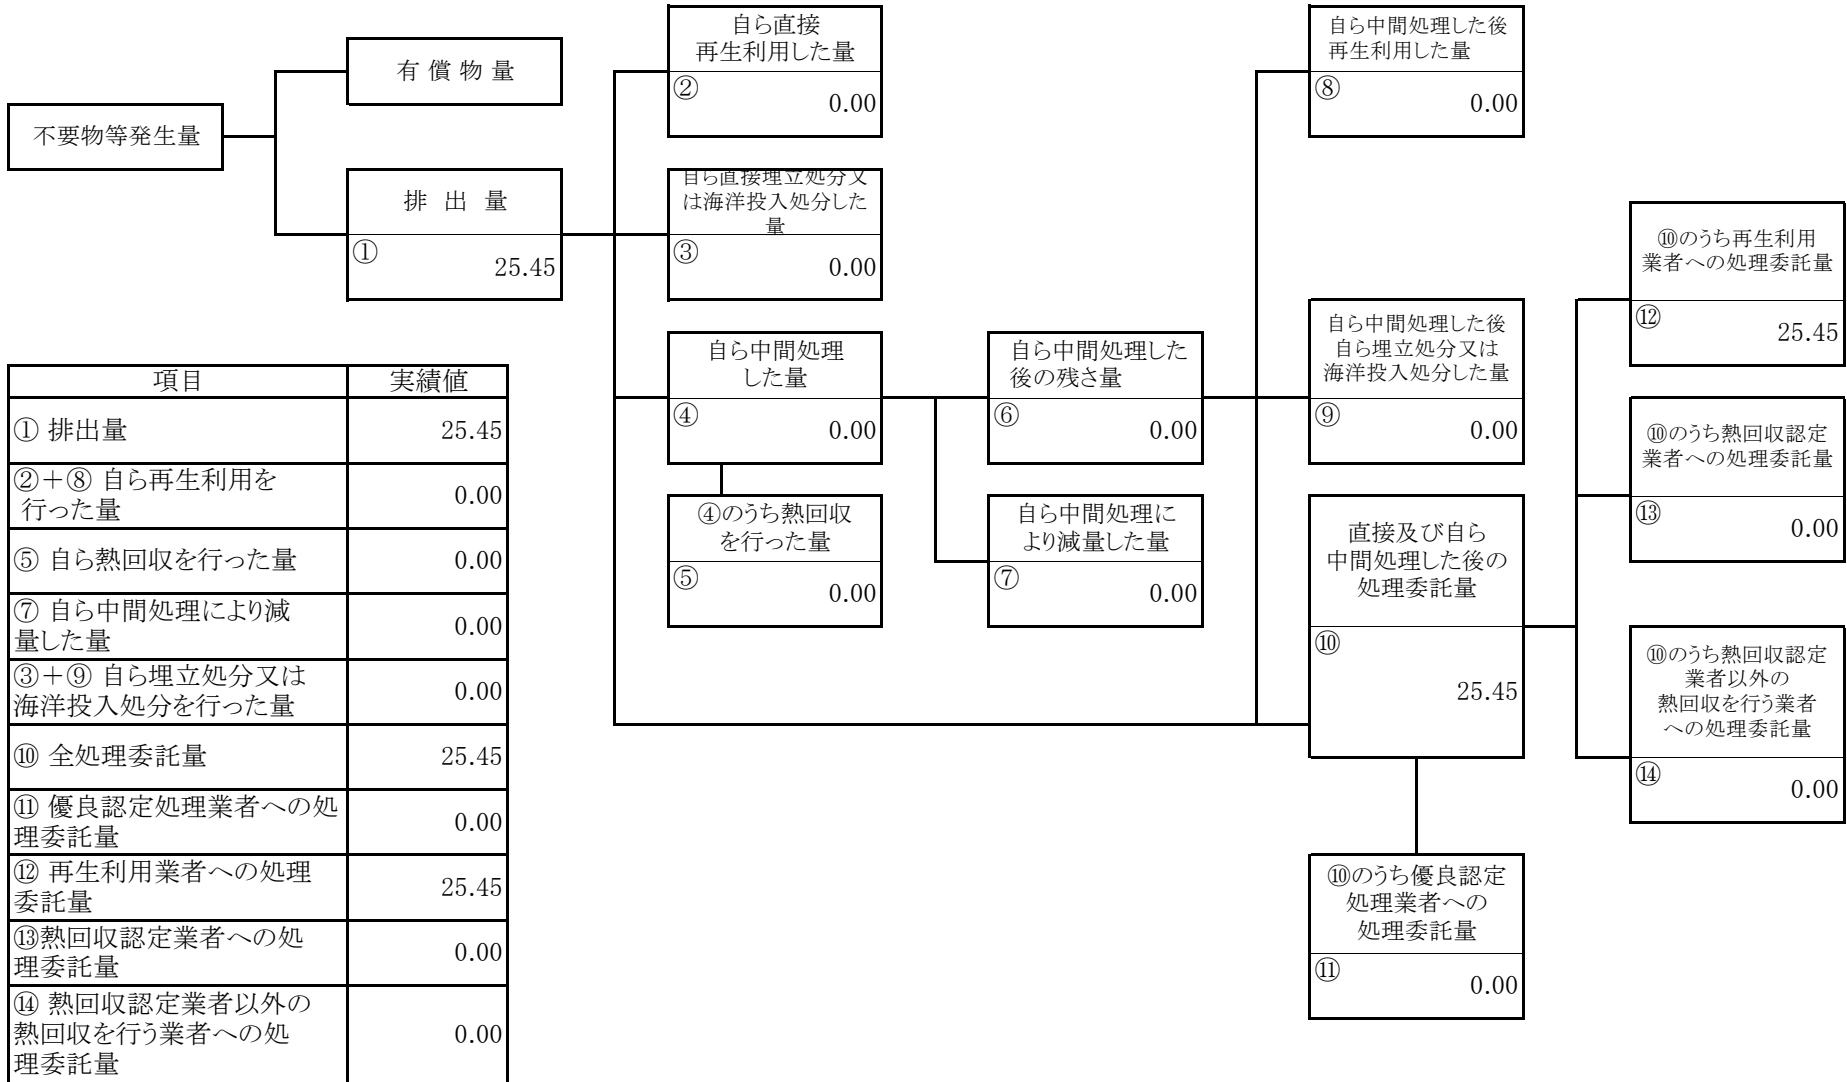 不要物等発生量
有 償 物 量
排 出 量
①
25.45
自ら直接
再生利用した量
②
0.00
自ら直接埋立処分又
は海洋投入処分した
量
③
0.00
自ら中間処理
した量
④
0.00
④のうち熱回収
を行った量
⑤
0.00
自ら中間処理した
後の残さ量
⑥
0.00
自ら中間処理に
より減量した量
⑦
0.00
自ら中間処理した後
再生利用した量
⑧
0.00
自ら中間処理した後
自ら埋立処分又は
海洋投入処分した量
⑨
0.00
直接及び自ら
中間処理した後の
処理委託量
⑩
25.45
⑩のうち優良認定
処理業者への
処理委託量
⑪
0.00
⑩のうち再生利用
業者への処理委託量
⑫
25.45
⑩のうち熱回収認定
業者への処理委託量
⑬
0.00
⑩のうち熱回収認定
業者以外の
熱回収を行う業者
への処理委託量
⑭
0.00
項目 実績値
① 排出量 25.45
②+⑧ 自ら再生利用を
行った量 0.00
⑤ 自ら熱回収を行った量 0.00
⑦ 自ら中間処理により減
量した量 0.00
③+⑨ 自ら埋立処分又は
海洋投入処分を行った量 0.00
⑩ 全処理委託量 25.45
⑪ 優良認定処理業者への処
理委託量 0.00
⑫ 再生利用業者への処理
委託量 25.45
⑬熱回収認定業者への処
理委託量 0.00
⑭ 熱回収認定業者以外の
熱回収を行う業者への処
理委託量 0.00